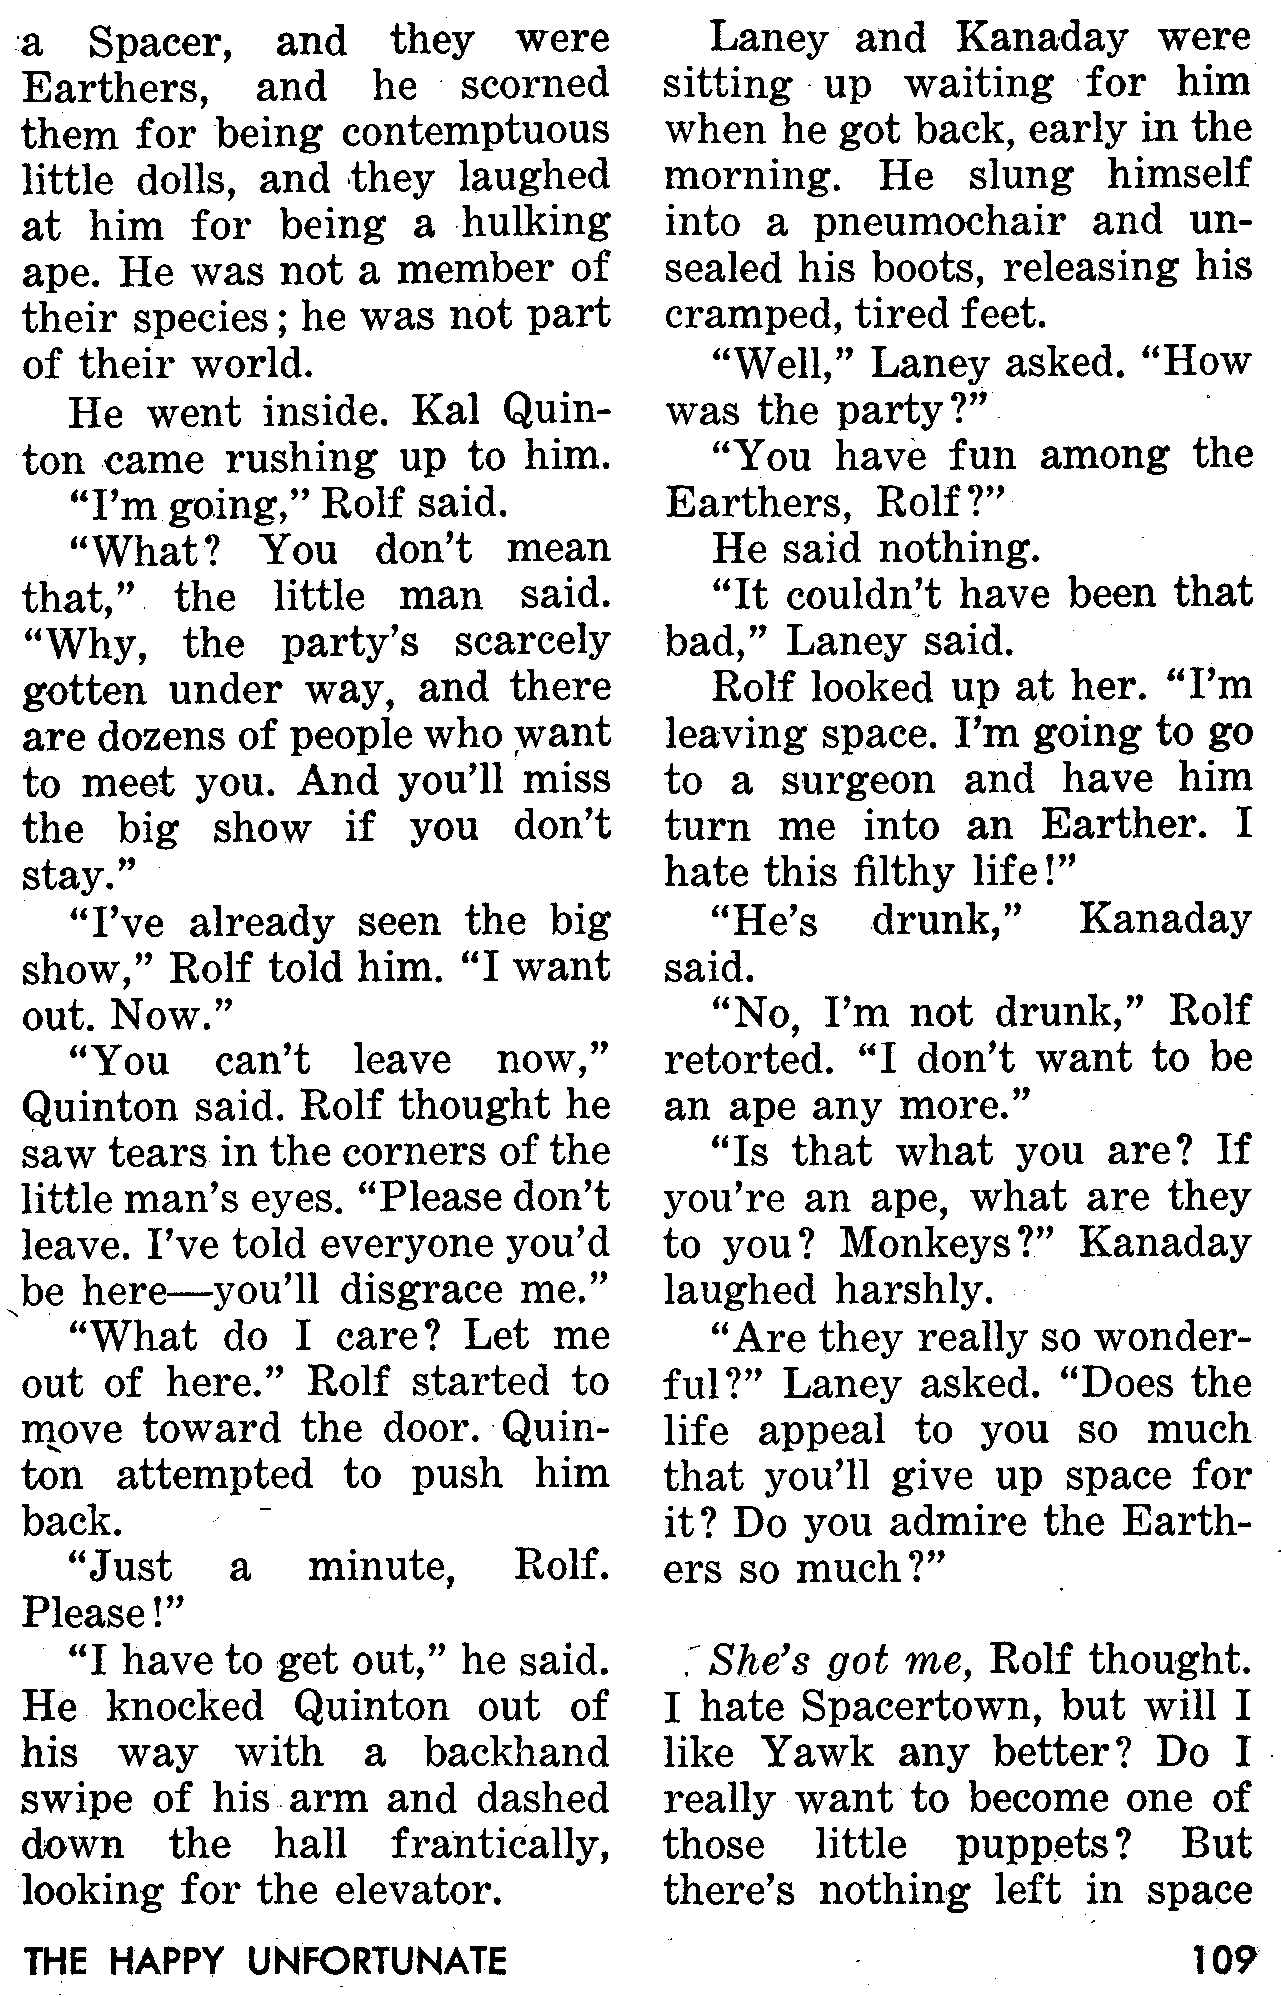 a Spacer, and they were
Earthers, and he scorned
them for being contemptuous
little dolls, and they laughed
at him for being a hulking
ape. He was not a member of
their species; he was not part
of their world.
He went inside. Kal Quin-
ton came rushing up to him.
“I'm going,” Rolf said.
“What? You don't mean
that,” the little man said.
“Why, the party's scarcely
gotten under way, and there
are dozens of people who want
to meet you. And you'll miss
the big show if you don't
stay.”
“I've already seen the big
show,” Rolf told him. “I want
out. Now.”
“You can't leave now,”
Quinton said. Rolf thought he
saw tears in the corners of the
little man's eyes. “Please don't
leave. I've told everyone you'd
be here—you'll disgrace me.”
“What do I care? Let me
out of here.” Rolf started to
move toward the door. Quin-
ton attempted to push him
back.
“Just a minute, Rolf.
Please!”
“I have to get out,” he said.
He knocked Quinton out of
his way with a backhand
swipe of his arm and dashed
down the hall frantically,
looking for the elevator.
Laney and Kanaday were
sitting up waiting for him
when he got back, early in the
morning. He slung himself
into a pneumochair and un-
sealed his boots, releasing his
cramped, tired feet.
“Well,” Laney asked. “How
was the party?”
“You have fun among the
Earthers, Rolf?”
He said nothing.
“It couldn't have been that
bad,” Laney said.
Rolf looked up at her. “I'm
leaving space. I'm going to go
to a surgeon and have him
turn me into an Earther. I
hate this filthy life!”
“He's drunk,” Kanaday
said.
“No, I'm not drunk,” Rolf
retorted. “I don't want to be
an ape any more.”
“Is that what you are? If
you're an ape, what are they
to you? Monkeys?” Kanaday
laughed harshly.
“Are they really so wonder-
ful?” Laney asked. “Does the
life appeal to you so much
that you'll give up space for
it? Do you admire the Earth-
ers so much?”
She's got me, Rolf thought.
I hate Spacertown, but will I
like Yawk any better? Do I
really want to become one of
those little puppets? But
there's nothing left in space
THE HAPPY UNFORTUNATE 109